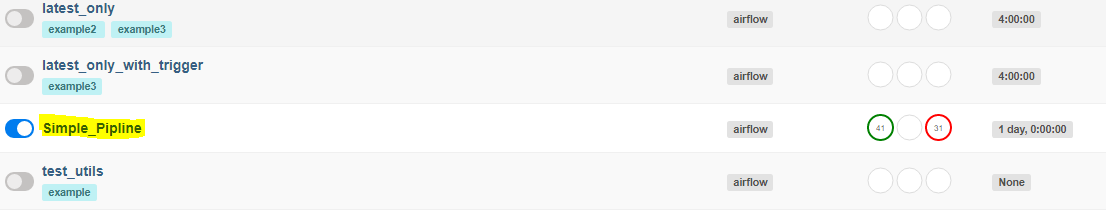 latest_only
example2 example3 airflow 4:00:00
latest_only_with_trigger
example3 airflow 4:00:00
Simple_Pipline airflow 41 31 1 day, 0:00:00
test_utils
example airflow None